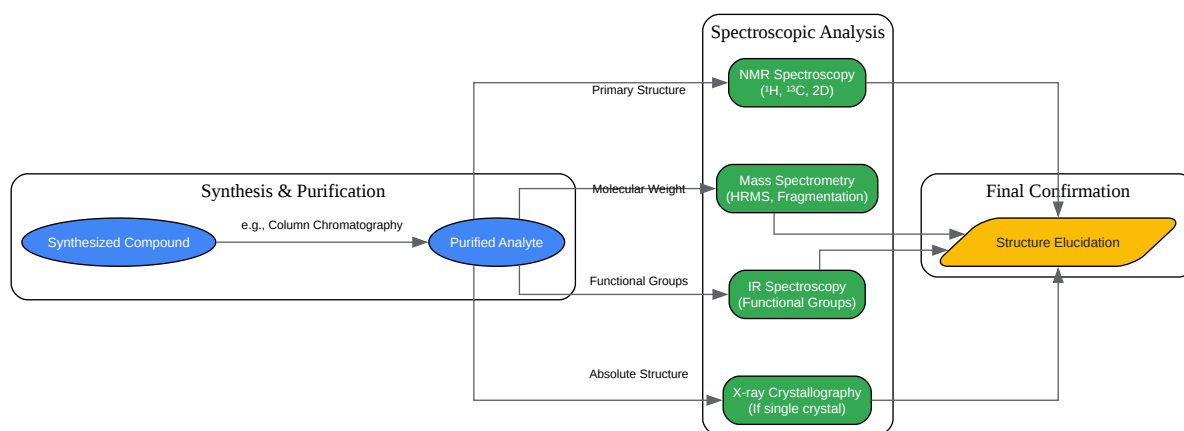 Synthesis & Purification
Synthesized Compound
e.g., Column Chromatography
Purified Analyte
Primary Structure
Molecular Weight
Functional Groups
Absolute Structure
Spectroscopic Analysis
NMR Spectroscopy
(¹H, ¹³C, 2D)
Mass Spectrometry
(HRMS, Fragmentation)
IR Spectroscopy
(Functional Groups)
X-ray Crystallography
(If single crystal)
Final Confirmation
Structure Elucidation